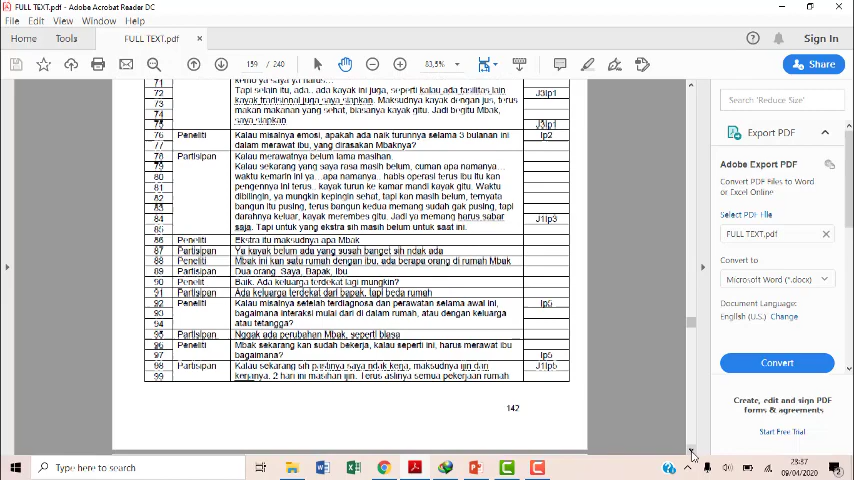 FULL TEXT.pdf - Adobe Acrobat Reader DC
File Edit View Window Help
Home Tools FULL TEXT.pdf Sign In
159 / 240 83,5% Share
71 kemo ya saya ya harus...
72 Tapi selain itu, ada.. ada kayak ini juga, seperti kalau ada fasilitas lain J3Ip1
73 kayak tradisional juga saya siapkan. Maksudnya kayak dengan jus, terus
74 makan makanan yang sehat, biasanya kayak gitu. Jadi begitu Mbak,
75 saya siapkan J3Ip1
76 Peneliti Kalau misalnya emosi, apakah ada naik turunnya selama 3 bulanan ini Ip2
77 dalam merawat ibu, yang dirasakan Mbaknya?
78 Partisipan Kalau merawatnya belum lama masihan.
79 Kalau sekarang yang saya rasa masih belum, cuman apa namanya...
80 waktu kemarin ini ya... apa namanya.. habis operasi terus ibu itu kan
81 pengennya ini terus.. kayak turun ke kamar mandi kayak gitu. Waktu
82 dibilingin, ya mungkin kepingin sehat, tapi kan masih belum, ternyata
83 bangun itu pusing, terus bangun kedua memang sudah gak pusing, tapi
84 darahnya keluar, kayak merembes gitu. Jadi ya memang harus sabar J1Ip3
85 saja. Tapi untuk yang ekstra sih masih belum untuk saat ini.
86 Peneliti Ekstra itu maksudnya apa Mbak
87 Partisipan Ya kayak belum ada yang susah banget sih ndak ada
88 Peneliti Mbak ini kan satu rumah dengan ibu, ada berapa orang di rumah Mbak
89 Partisipan Dua orang. Saya, Bapak, Ibu
90 Peneliti Baik. Ada keluarga terdekat lagi mungkin?
91 Partisipan Ada keluarga terdekat dari bapak, tapi beda rumah
92 Peneliti Kalau misalnya setelah terdiagnosa dan perawatan selama awal ini, Ip5
93 bagaimana interaksi mulai dari di dalam rumah, atau dengan keluarga
94 atau tetangga?
95 Partisipan Nggak ada perubahan Mbak, seperti biasa
96 Peneliti Mbak sekarang kan sudah bekerja, kalau seperti ini, harus merawat ibu
97 bagaimana? Ip5
98 Partisipan Kalau sekarang sih pastinya saya ndak kerja, maksudnya ijin dari J1Ip5
99 kerjanya. 2 hari ini masihan ijin. Terus aslinya semua pekerjaan rumah
142
Search 'Reduce Size'
Export PDF
Adobe Export PDF
Convert PDF Files to Word
or Excel Online
Select PDF File
FULL TEXT.pdf
Convert to
Microsoft Word (*.docx)
Document Language:
English (U.S.) Change
Convert
Create, edit and sign PDF
forms & agreements
Start Free Trial
Type here to search
23:37
09/04/2020
2